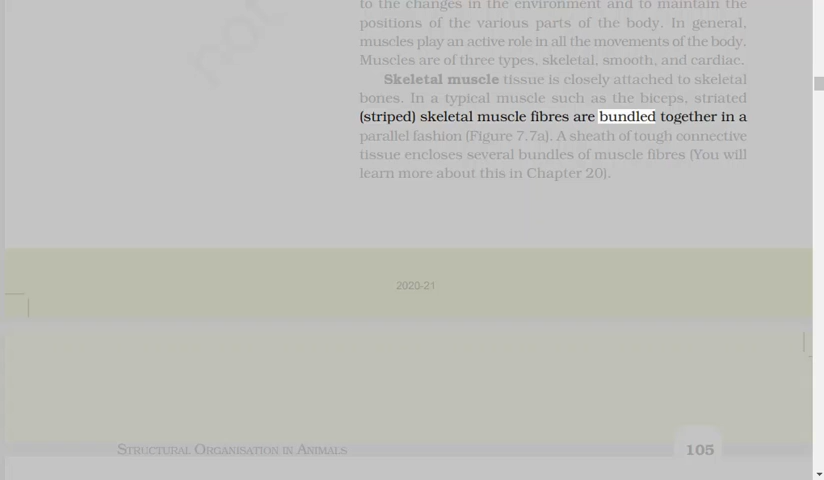 to the changes in the environment and to maintain the
positions of the various parts of the body. In general,
muscles play an active role in all the movements of the body.
Muscles are of three types, skeletal, smooth, and cardiac.
Skeletal muscle tissue is closely attached to skeletal
bones. In a typical muscle such as the biceps, striated
(striped) skeletal muscle fibres are bundled together in a
parallel fashion (Figure 7.7a). A sheath of tough connective
tissue encloses several bundles of muscle fibres (You will
learn more about this in Chapter 20).
not
2020-21
STRUCTURAL ORGANISATION IN ANIMALS
105